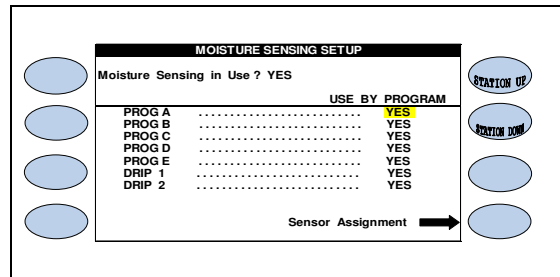 MOISTURE SENSING SETUP
Moisture Sensing in Use ? YES
STATION UP
USE BY PROGRAM
PROG A ........................ YES
PROG B ........................ YES
STATION DOWN
PROG C ........................ YES
PROG D ........................ YES
PROG E ........................ YES
DRIP 1 ........................ YES
DRIP 2 ........................ YES
Sensor Assignment